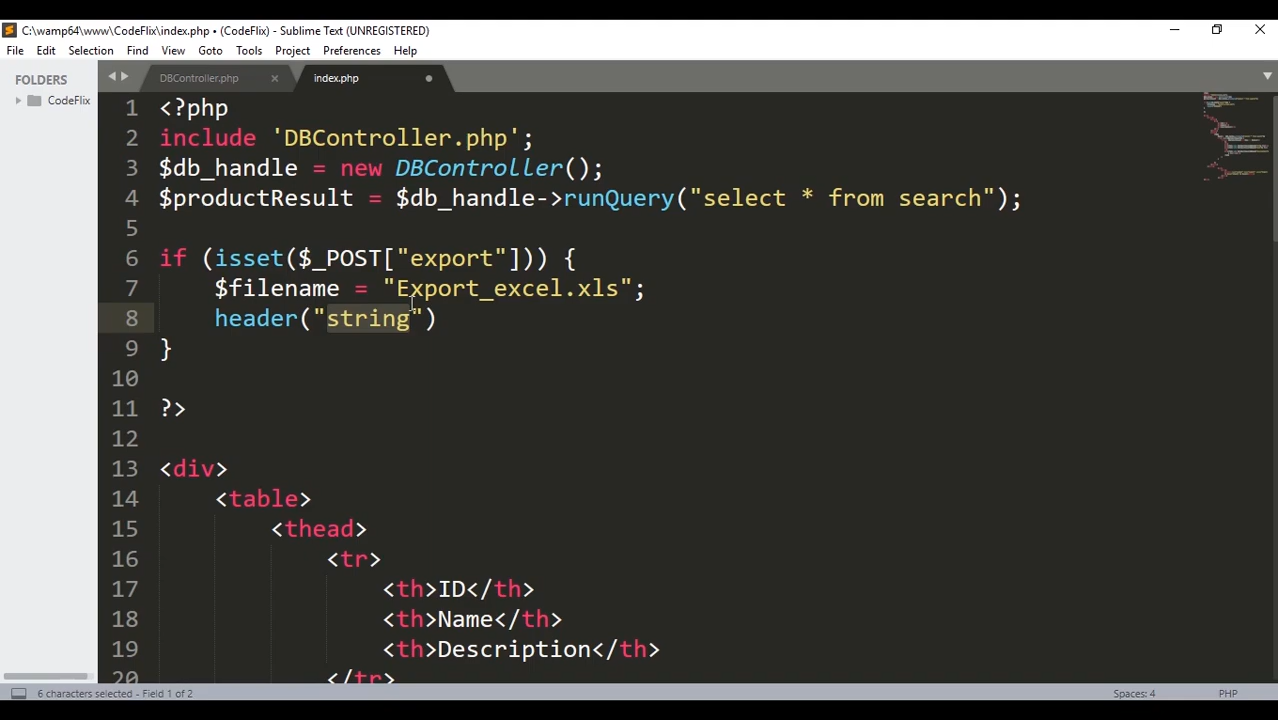 C:\wamp64\www\CodeFlix\index.php • (CodeFlix) - Sublime Text (UNREGISTERED)
File Edit Selection Find View Goto Tools Project Preferences Help
FOLDERS
CodeFlix
DBController.php × index.php
1 <?php
2 include 'DBController.php';
3 $db_handle = new DBController();
4 $productResult = $db_handle->runQuery("select * from search");
5
6 if (isset($_POST["export"])) {
7 $filename = "Export_excel.xls";
8 header("string")
9 }
10
11 ?>
12
13 <div>
14 <table>
15 <thead>
16 <tr>
17 <th>ID</th>
18 <th>Name</th>
19 <th>Description</th>
20 </tr>
6 characters selected - Field 1 of 2 Spaces: 4 PHP